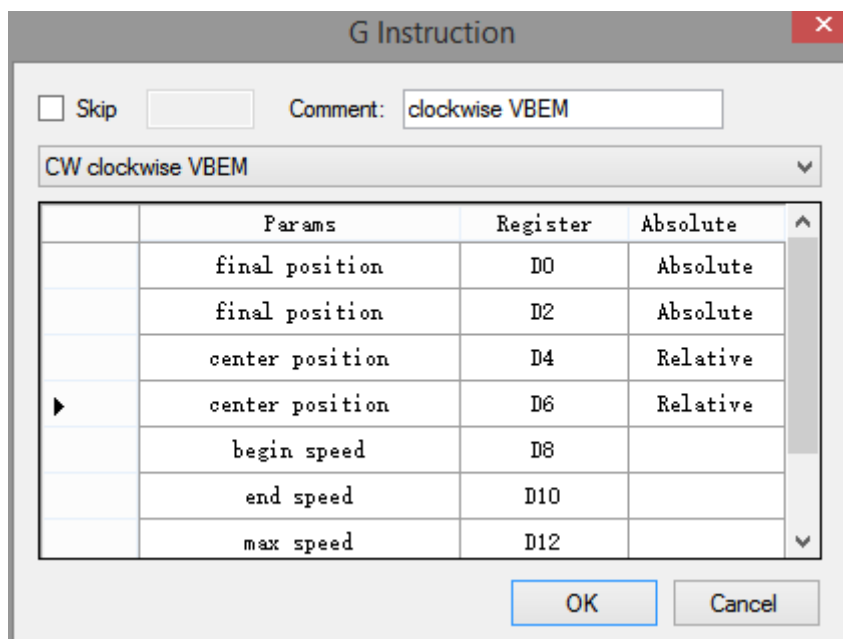 G Instruction
Skip Comment: clockwise VBEM
CW clockwise VBEM
Params Register Absolute
final position D0 Absolute
final position D2 Absolute
center position D4 Relative
center position D6 Relative
begin speed D8
end speed D10
max speed D12
OK Cancel